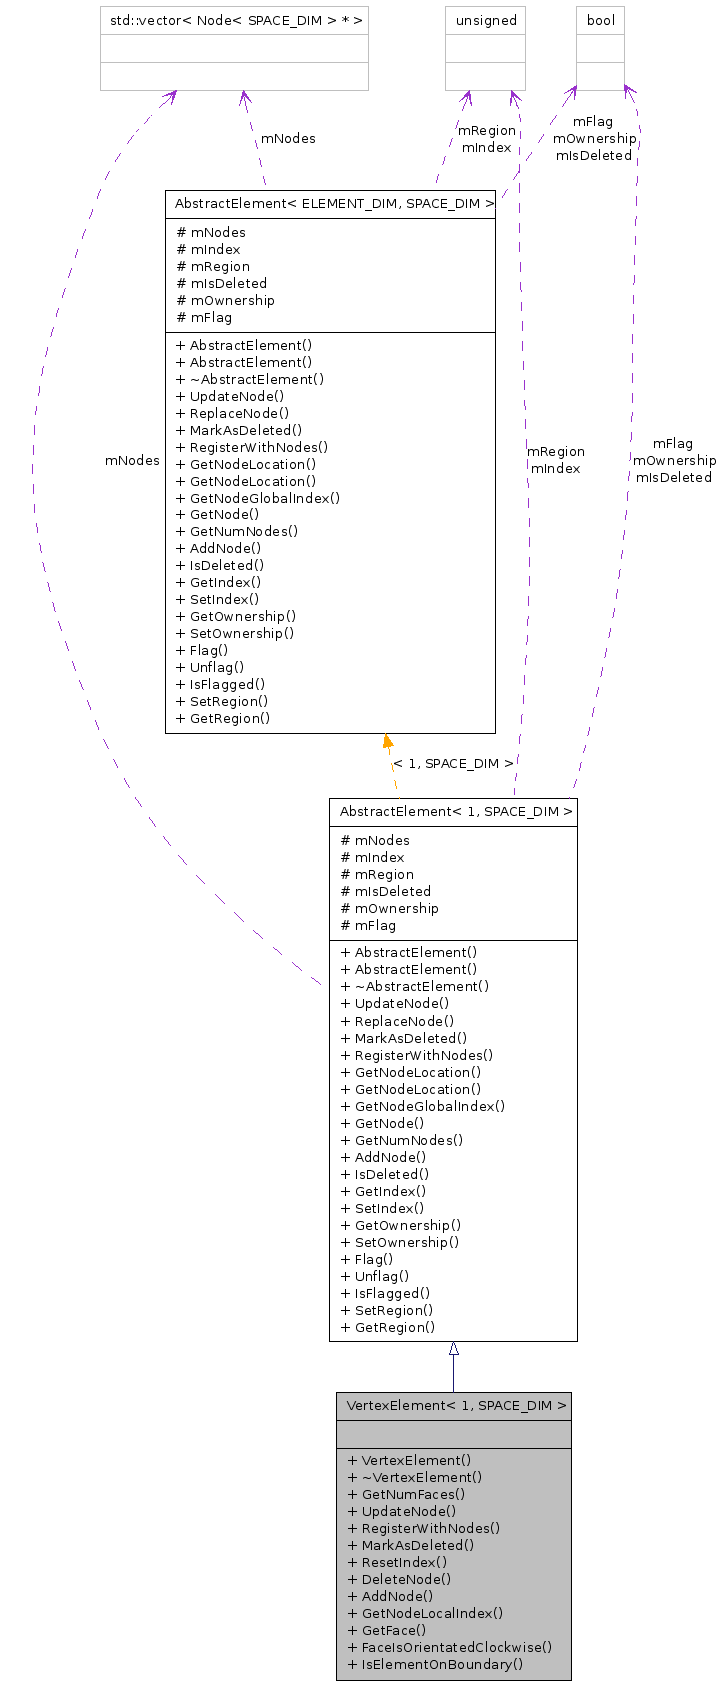 std::vector< Node< SPACE_DIM > * >
unsigned
bool
mNodes
mRegion
mIndex
mFlag
mOwnership
mIsDeleted
AbstractElement< ELEMENT_DIM, SPACE_DIM >
# mNodes
# mIndex
# mRegion
# mIsDeleted
# mOwnership
# mFlag
+ AbstractElement()
+ AbstractElement()
+ ~AbstractElement()
+ UpdateNode()
+ ReplaceNode()
+ MarkAsDeleted()
+ RegisterWithNodes()
+ GetNodeLocation()
+ GetNodeLocation()
+ GetNodeGlobalIndex()
+ GetNode()
+ GetNumNodes()
+ AddNode()
+ IsDeleted()
+ GetIndex()
+ SetIndex()
+ GetOwnership()
+ SetOwnership()
+ Flag()
+ Unflag()
+ IsFlagged()
+ SetRegion()
+ GetRegion()
mNodes
mRegion
mIndex
mFlag
mOwnership
mIsDeleted
< 1, SPACE_DIM >
AbstractElement< 1, SPACE_DIM >
# mNodes
# mIndex
# mRegion
# mIsDeleted
# mOwnership
# mFlag
+ AbstractElement()
+ AbstractElement()
+ ~AbstractElement()
+ UpdateNode()
+ ReplaceNode()
+ MarkAsDeleted()
+ RegisterWithNodes()
+ GetNodeLocation()
+ GetNodeLocation()
+ GetNodeGlobalIndex()
+ GetNode()
+ GetNumNodes()
+ AddNode()
+ IsDeleted()
+ GetIndex()
+ SetIndex()
+ GetOwnership()
+ SetOwnership()
+ Flag()
+ Unflag()
+ IsFlagged()
+ SetRegion()
+ GetRegion()
VertexElement< 1, SPACE_DIM >
+ VertexElement()
+ ~VertexElement()
+ GetNumFaces()
+ UpdateNode()
+ RegisterWithNodes()
+ MarkAsDeleted()
+ ResetIndex()
+ DeleteNode()
+ AddNode()
+ GetNodeLocalIndex()
+ GetFace()
+ FaceIsOrientatedClockwise()
+ IsElementOnBoundary()